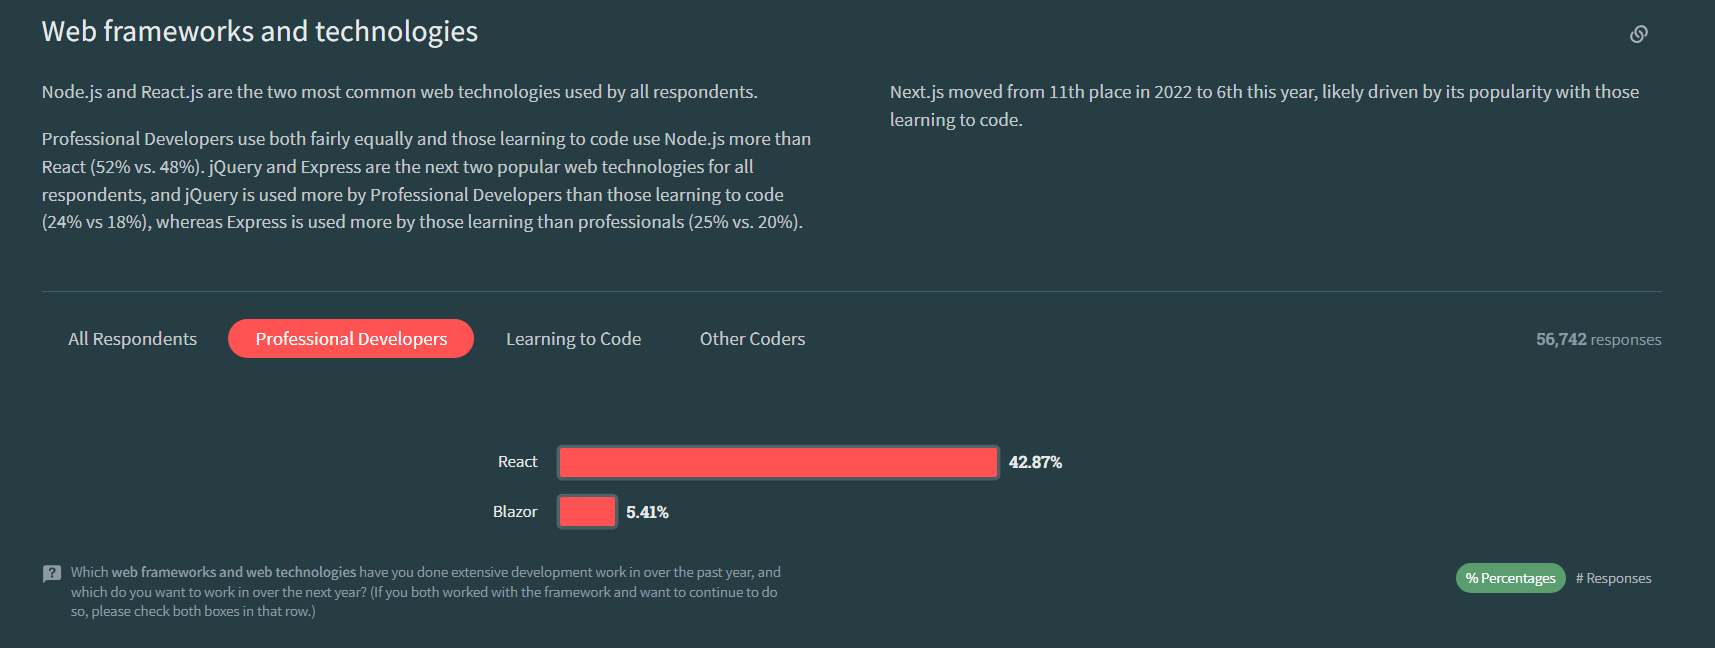 Web frameworks and technologies
Node.js and React.js are the two most common web technologies used by all respondents.
Professional Developers use both fairly equally and those learning to code use Node.js more than
React (52% vs. 48%). jQuery and Express are the next two popular web technologies for all
respondents, and jQuery is used more by Professional Developers than those learning to code
(24% vs 18%), whereas Express is used more by those learning than professionals (25% vs. 20%).
Next.js moved from 11th place in 2022 to 6th this year, likely driven by its popularity with those
learning to code.
All Respondents
Professional Developers
Learning to Code
Other Coders
56,742 responses
React
42.87%
Blazor
5.41%
?
Which web frameworks and web technologies have you done extensive development work in over the past year, and
which do you want to work in over the next year? (If you both worked with the framework and want to continue to do
so, please check both boxes in that row.)
% Percentages
# Responses